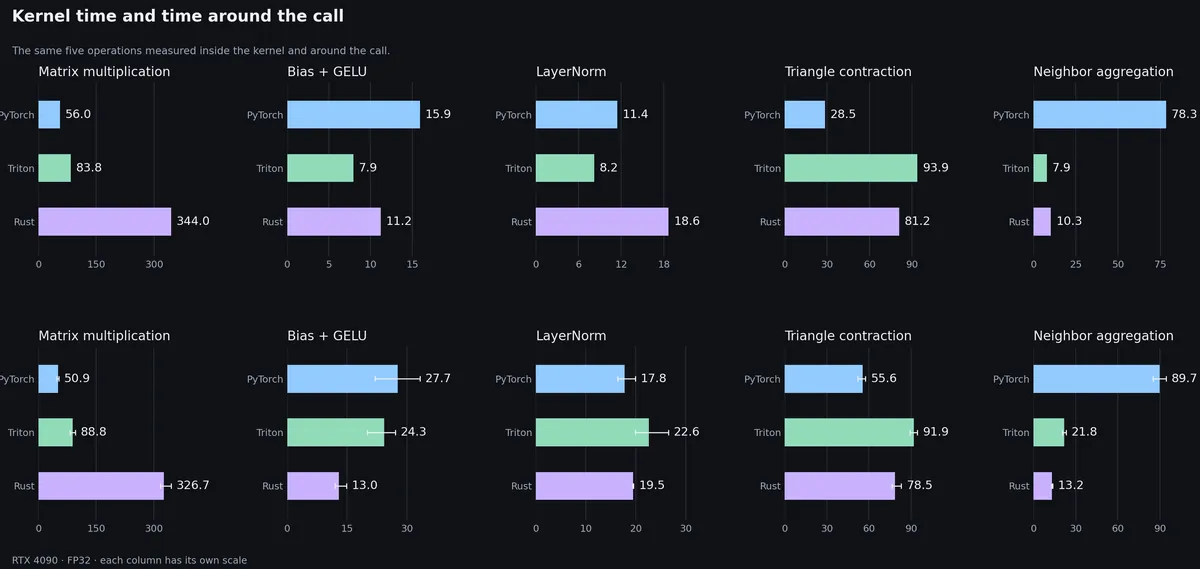 Kernel time and time around the call
The same five operations measured inside the kernel and around the call.
Matrix multiplication
PyTorch 56.0
Triton 83.8
Rust 344.0
0 150 300
Bias + GELU
PyTorch 15.9
Triton 7.9
Rust 11.2
0 5 10 15
LayerNorm
PyTorch 11.4
Triton 8.2
Rust 18.6
0 6 12 18
Triangle contraction
PyTorch 28.5
Triton 93.9
Rust 81.2
0 30 60 90
Neighbor aggregation
PyTorch 78.3
Triton 7.9
Rust 10.3
0 25 50 75
Matrix multiplication
PyTorch 50.9
Triton 88.8
Rust 326.7
0 150 300
Bias + GELU
PyTorch 27.7
Triton 24.3
Rust 13.0
0 15 30
LayerNorm
PyTorch 17.8
Triton 22.6
Rust 19.5
0 10 20 30
Triangle contraction
PyTorch 55.6
Triton 91.9
Rust 78.5
0 30 60 90
Neighbor aggregation
PyTorch 89.7
Triton 21.8
Rust 13.2
0 30 60 90
RTX 4090 · FP32 · each column has its own scale